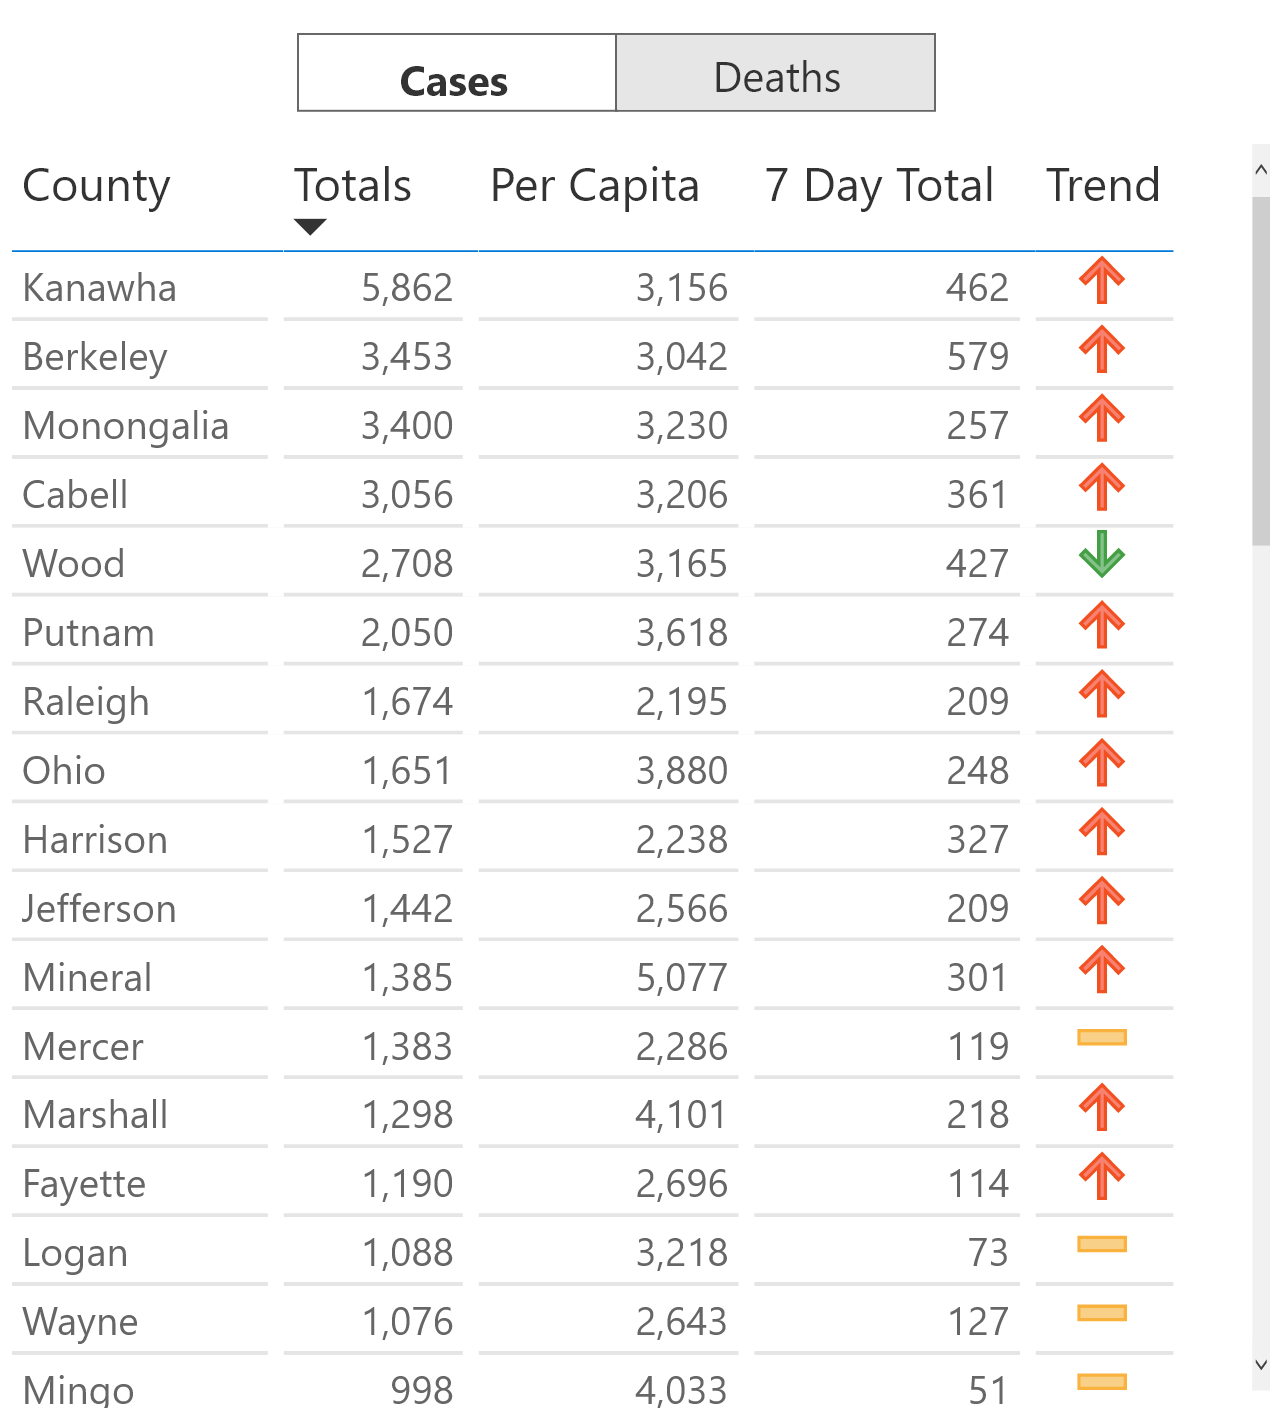 Cases Deaths
County Totals Per Capita 7 Day Total Trend
Kanawha 5,862 3,156 462
Berkeley 3,453 3,042 579
Monongalia 3,400 3,230 257
Cabell 3,056 3,206 361
Wood 2,708 3,165 427
Putnam 2,050 3,618 274
Raleigh 1,674 2,195 209
Ohio 1,651 3,880 248
Harrison 1,527 2,238 327
Jefferson 1,442 2,566 209
Mineral 1,385 5,077 301
Mercer 1,383 2,286 119
Marshall 1,298 4,101 218
Fayette 1,190 2,696 114
Logan 1,088 3,218 73
Wayne 1,076 2,643 127
Mingo 998 4,033 51